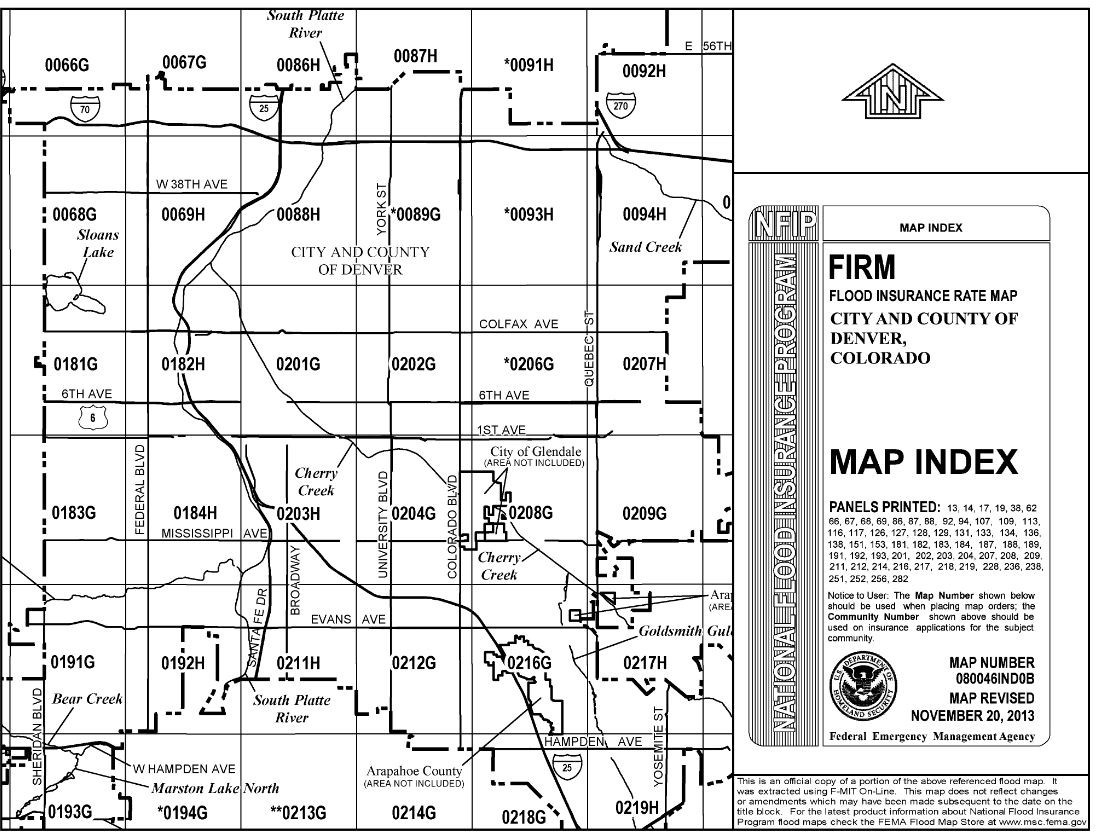 South Platte
River
0066G
0067G
0086H
0087H
*0091H
0092H
E 56TH
70
25
270
W 38TH AVE
YORK ST
0068G
0069H
0088H
*0089G
*0093H
0094H
0
Sloans
Lake
CITY AND COUNTY
OF DENVER
Sand Creek
COLFAX AVE
QUEBEC ST
0181G
0182H
0201G
0202G
*0206G
0207H
6TH AVE
6TH AVE
6
1ST AVE
City of Glendale
(AREA NOT INCLUDED)
Cherry
Creek
FEDERAL BLVD
UNIVERSITY BLVD
COLORADO BLVD
0183G
0184H
0203H
0204G
0208G
0209G
MISSISSIPPI AVE
Cherry
Creek
BROADWAY
SANTA FE DR
EVANS AVE
Ara
(ARE
Goldsmith Gul
0191G
0192H
0211H
0212G
0216G
0217H
Bear Creek
South Platte
River
SHERIDAN BLVD
YOSEMITE ST
HAMPDEN AVE
W HAMPDEN AVE
Arapahoe County
(AREA NOT INCLUDED)
25
Marston Lake North
0193G
*0194G
**0213G
0214G
0218G
0219H
N
NFIP
NATIONAL FLOOD INSURANCE PROGRAM
MAP INDEX
FIRM
FLOOD INSURANCE RATE MAP
CITY AND COUNTY OF
DENVER,
COLORADO
MAP INDEX
PANELS PRINTED: 13, 14, 17, 19, 38, 62
66, 67, 68, 69, 86, 87, 88, 92, 94, 107, 109, 113,
116, 117, 126, 127, 128, 129, 131, 133, 134, 136,
138, 151, 153, 181, 182, 183, 184, 187, 188, 189,
191, 192, 193, 201, 202, 203, 204, 207, 208, 209,
211, 212, 214, 216, 217, 218, 219, 228, 236, 238,
251, 252, 256, 282
Notice to User: The Map Number shown below
should be used when placing map orders; the
Community Number shown above should be
used on insurance applications for the subject
community.
U.S. DEPARTMENT OF
HOMELAND SECURITY
MAP NUMBER
080046IND0B
MAP REVISED
NOVEMBER 20, 2013
Federal Emergency Management Agency
This is an official copy of a portion of the above referenced flood map. It
was extracted using F-MIT On-Line. This map does not reflect changes
or amendments which may have been made subsequent to the date on the
title block. For the latest product information about National Flood Insurance
Program flood maps check the FEMA Flood Map Store at www.msc.fema.gov